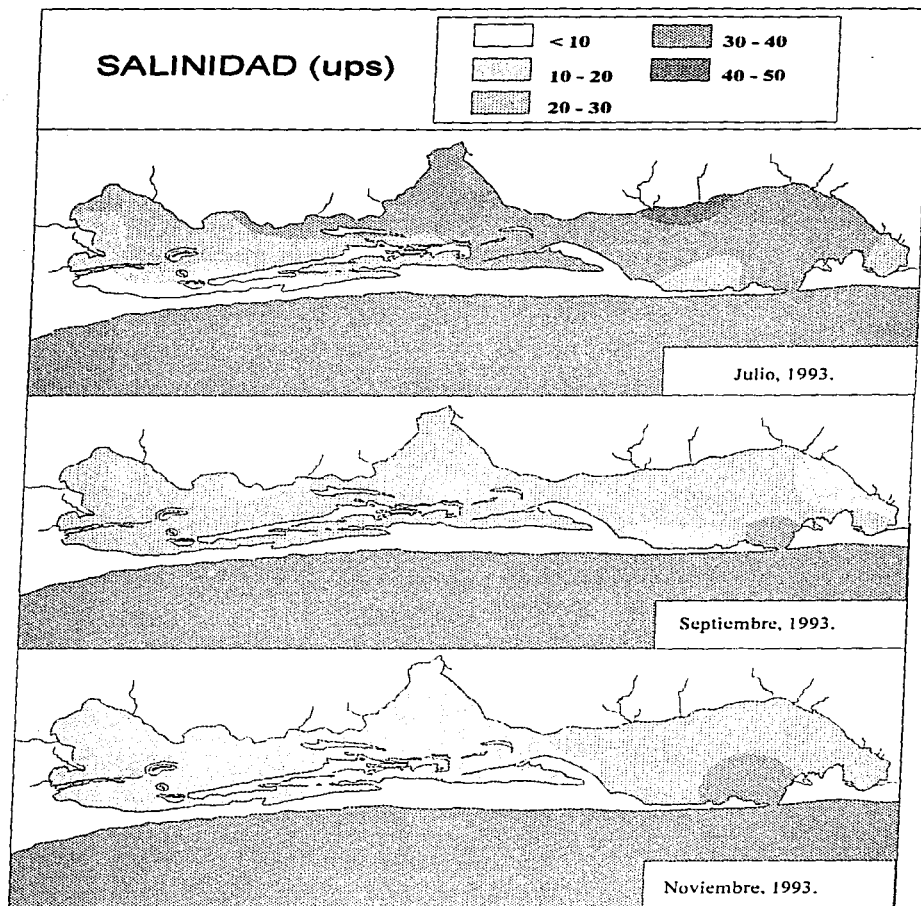 SALINIDAD (ups)
< 10
30 - 40
10 - 20
40 - 50
20 - 30
Julio, 1993.
Septiembre, 1993.
Noviembre, 1993.